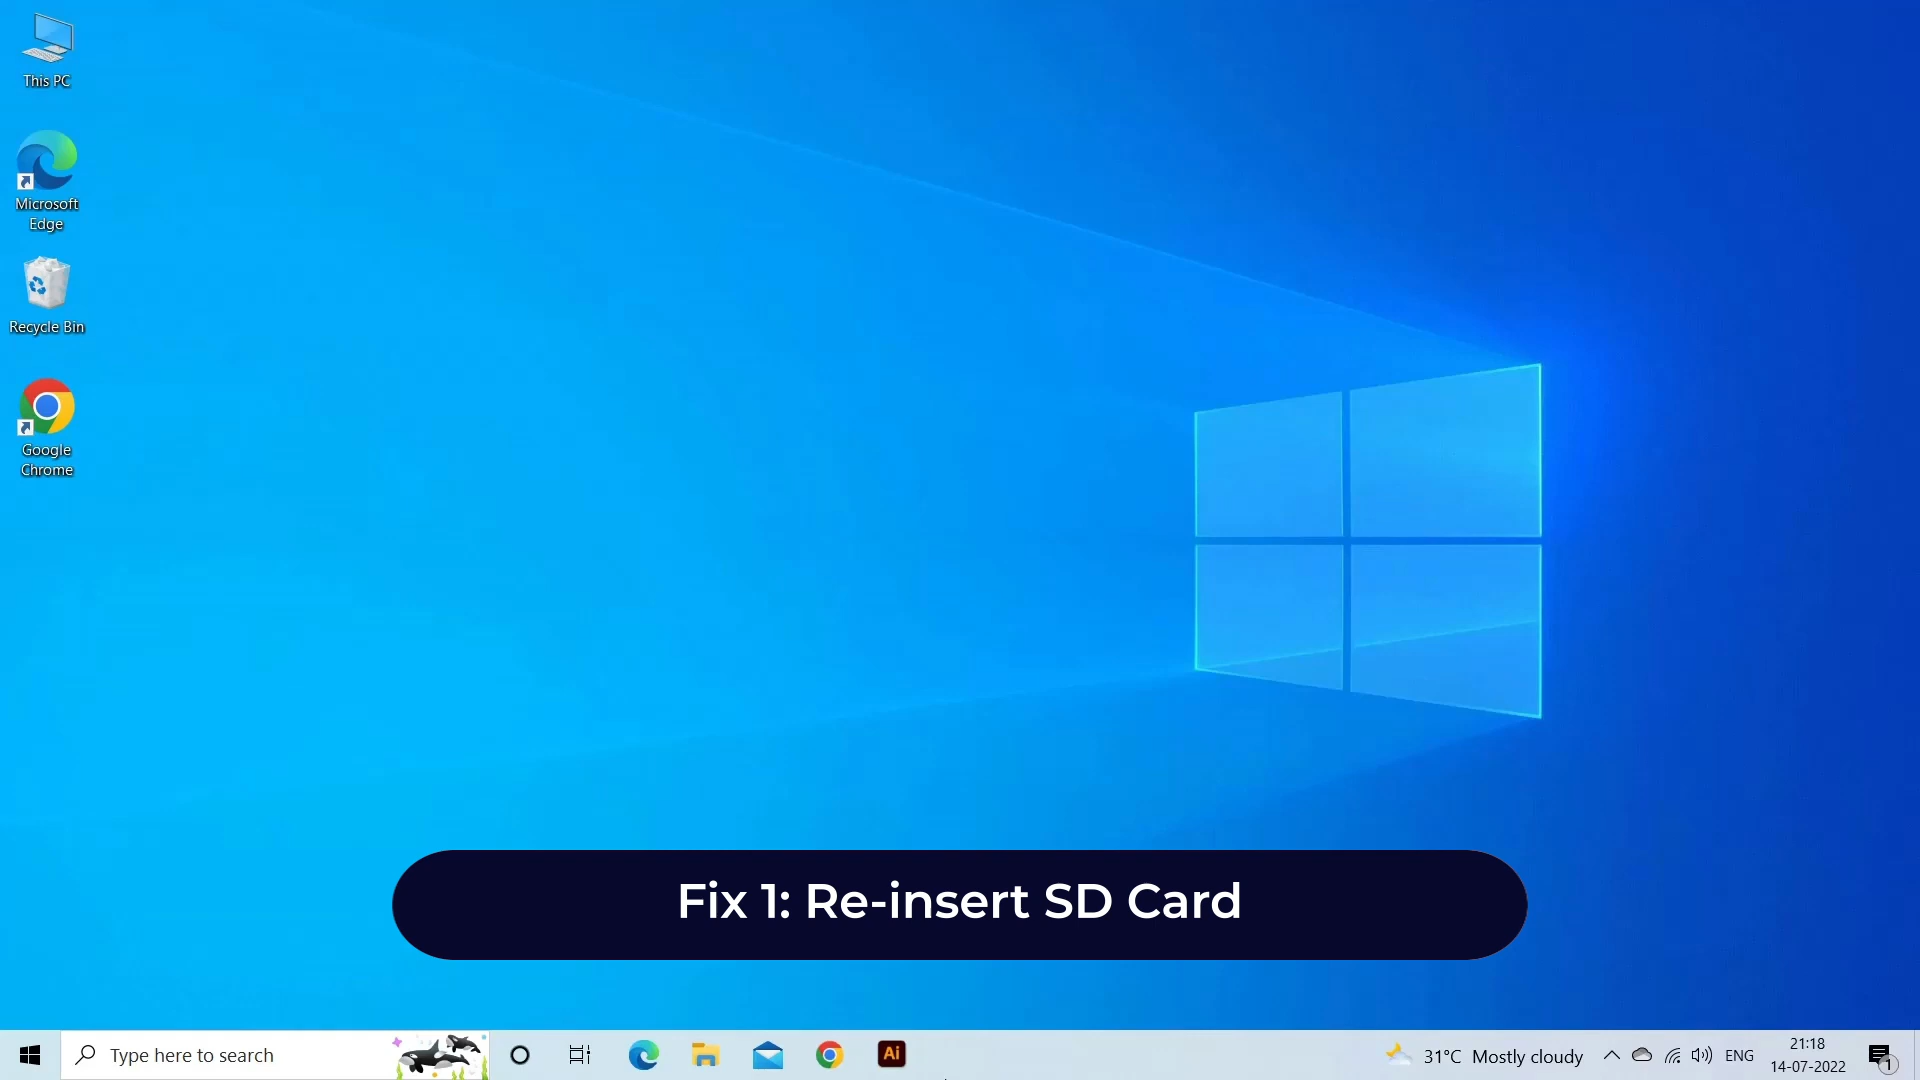 This PC
Microsoft
Edge
Recycle Bin
Google
Chrome
Fix 1: Re-insert SD Card
Type here to search
Ai
31°C Mostly cloudy
ENG
21:18
14-07-2022
1